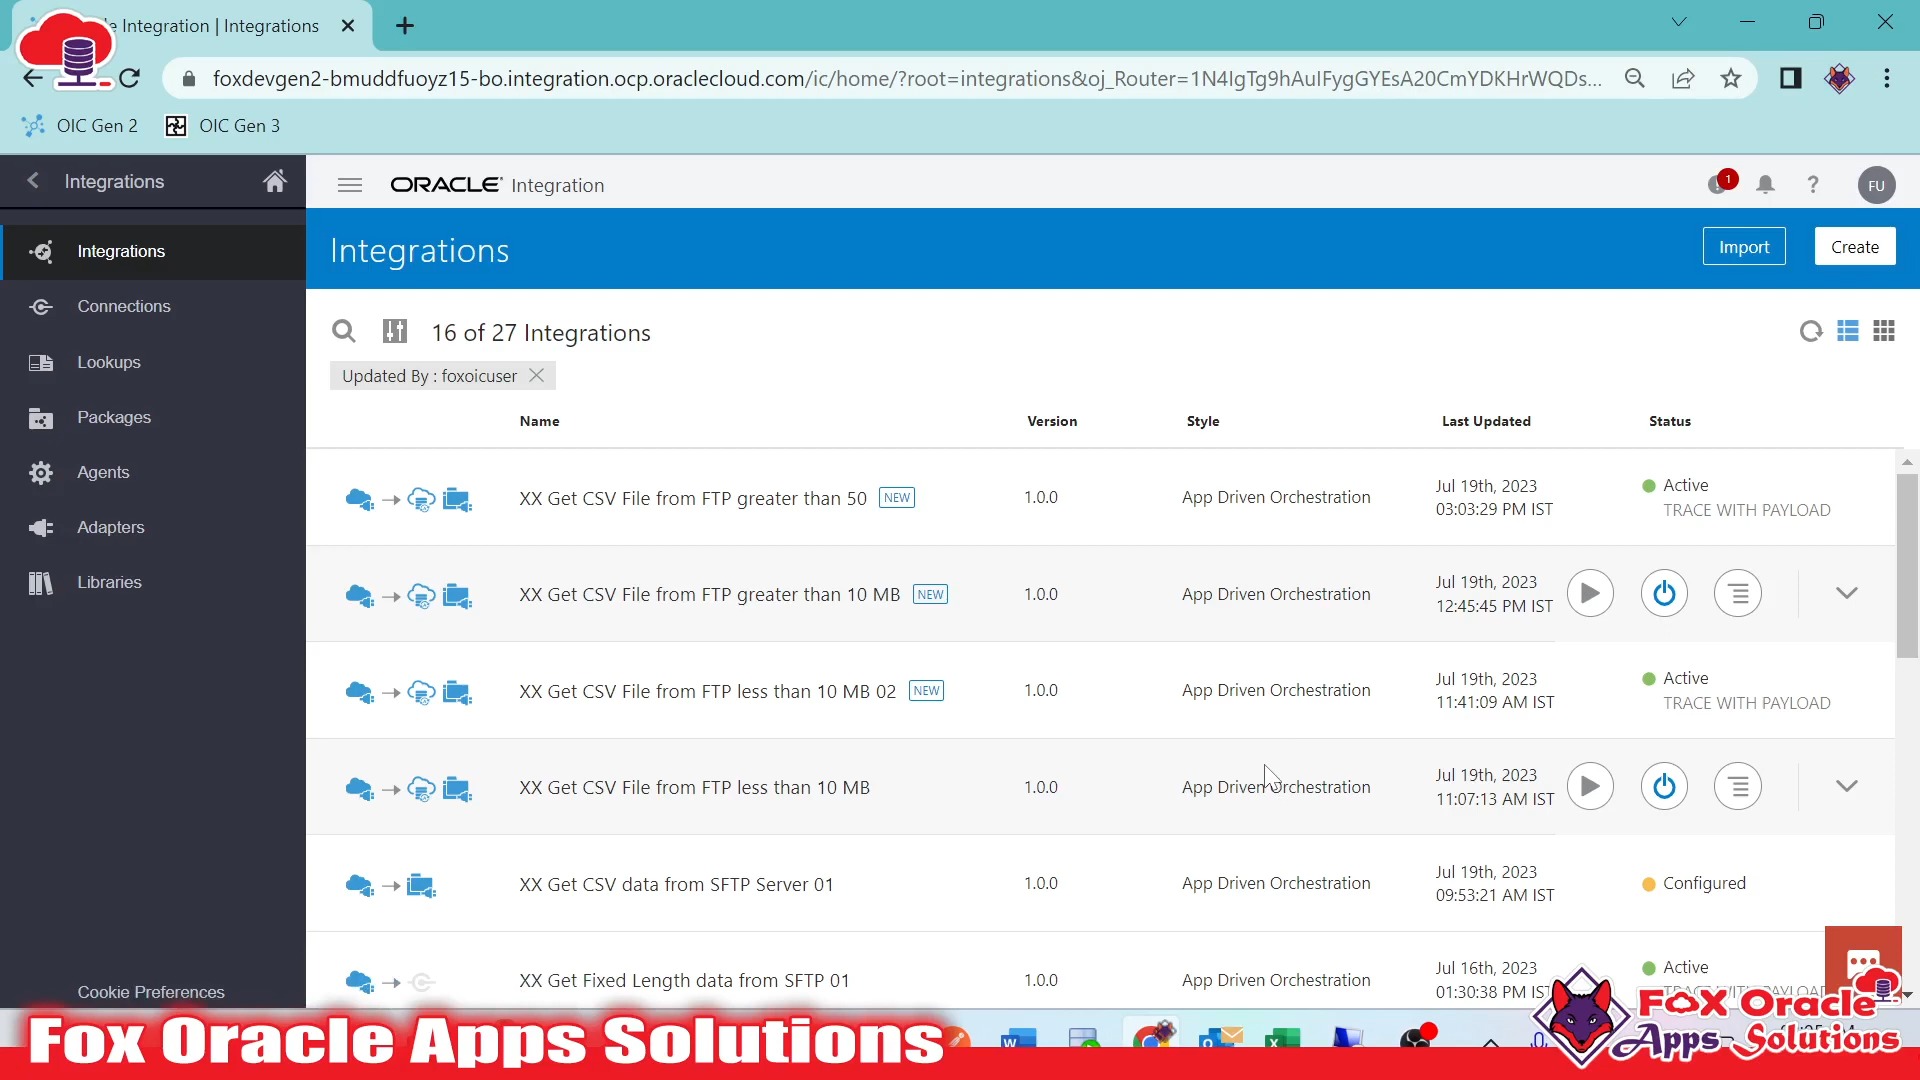 e Integration | Integrations
foxdevgen2-bmuddfuoyz15-bo.integration.ocp.oraclecloud.com/ic/home/?root=integrations&oj_Router=1N4IgTg9hAuIFygGYEsA20CmYDKHrWQDs...
OIC Gen 2 OIC Gen 3
Integrations
ORACLE Integration
1
FU
Integrations
Connections
Lookups
Packages
Agents
Adapters
Libraries
Cookie Preferences
Integrations
Import Create
16 of 27 Integrations
Updated By : foxoicuser
Name Version Style Last Updated Status
XX Get CSV File from FTP greater than 50 NEW 1.0.0 App Driven Orchestration Jul 19th, 2023 03:03:29 PM IST Active TRACE WITH PAYLOAD
XX Get CSV File from FTP greater than 10 MB NEW 1.0.0 App Driven Orchestration Jul 19th, 2023 12:45:45 PM IST
XX Get CSV File from FTP less than 10 MB 02 NEW 1.0.0 App Driven Orchestration Jul 19th, 2023 11:41:09 AM IST Active TRACE WITH PAYLOAD
XX Get CSV File from FTP less than 10 MB 1.0.0 App Driven Orchestration Jul 19th, 2023 11:07:13 AM IST
XX Get CSV data from SFTP Server 01 1.0.0 App Driven Orchestration Jul 19th, 2023 09:53:21 AM IST Configured
XX Get Fixed Length data from SFTP 01 1.0.0 App Driven Orchestration Jul 16th, 2023 01:30:38 PM IST Active
Fox Oracle Apps Solutions
FOX Oracle
Apps Solutions